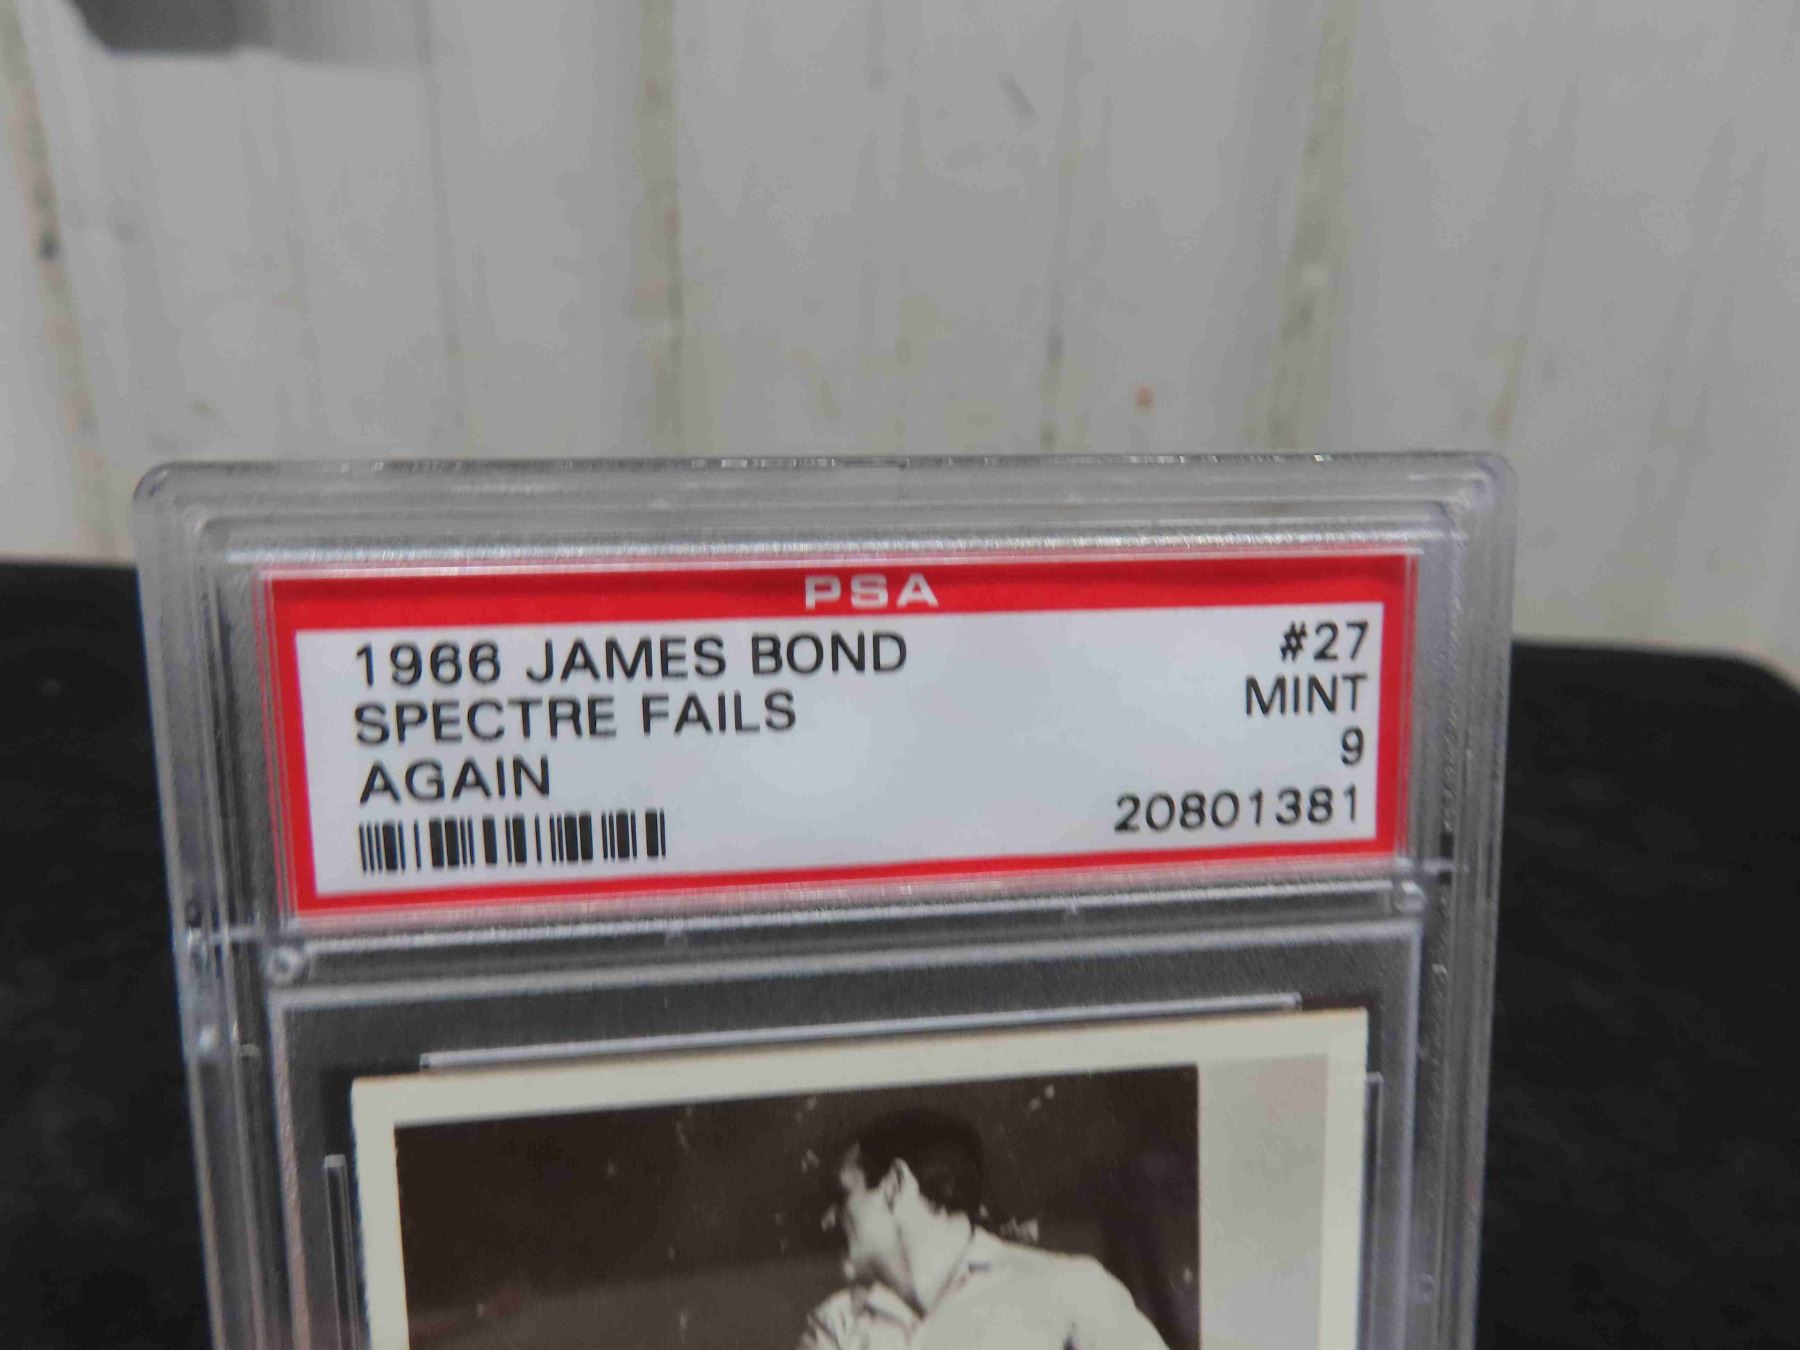 PSA
1966 JAMES BOND #27
SPECTRE FAILS MINT
AGAIN 9
20801381